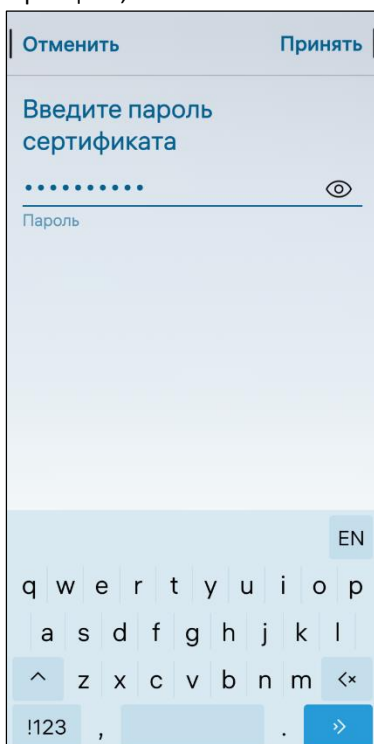 Отменить Принять
Введите пароль
сертификата
••••••••••
Пароль
EN
q w e r t y u i o p
a s d f g h j k l
^ z x c v b n m
!123 , .